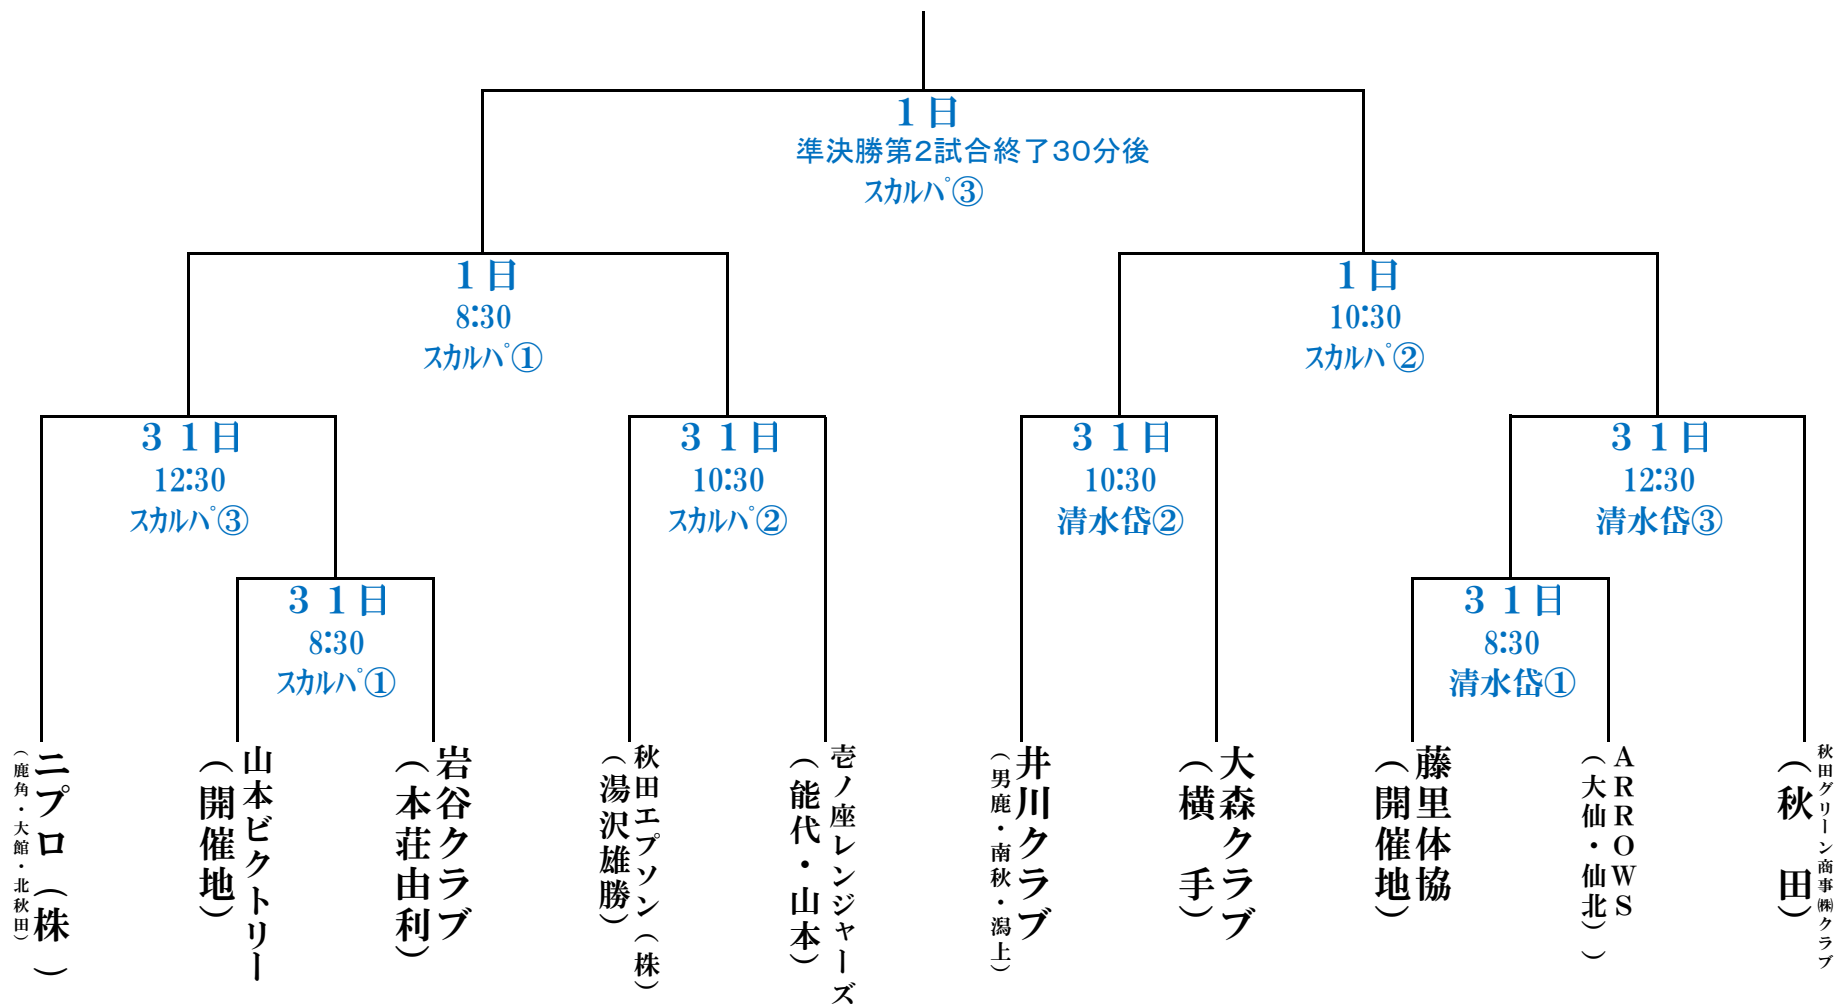 １日
準決勝第2試合終了30分後
ｽｶﾙﾊﾟ③
１日
8:30
ｽｶﾙﾊﾟ①
１日
10:30
ｽｶﾙﾊﾟ②
３１日
12:30
ｽｶﾙﾊﾟ③
３１日
10:30
ｽｶﾙﾊﾟ②
３１日
10:30
清水岱②
３１日
12:30
清水岱③
３１日
8:30
ｽｶﾙﾊﾟ①
３１日
8:30
清水岱①
ニプロ（株）
（鹿角・大館・北秋田）
山本ビクトリー
（開催地）
岩谷クラブ
（本荘由利）
秋田エプソン（株）
（湯沢雄勝）
壱ノ座レンジャーズ
（能代・山本）
井川クラブ
（男鹿・南秋・潟上）
大森クラブ
（横　手）
藤里体協
（開催地）
ＡＲＲＯＷＳ
（大仙・仙北））
秋田グリーン商事㈱クラブ
（秋　田）